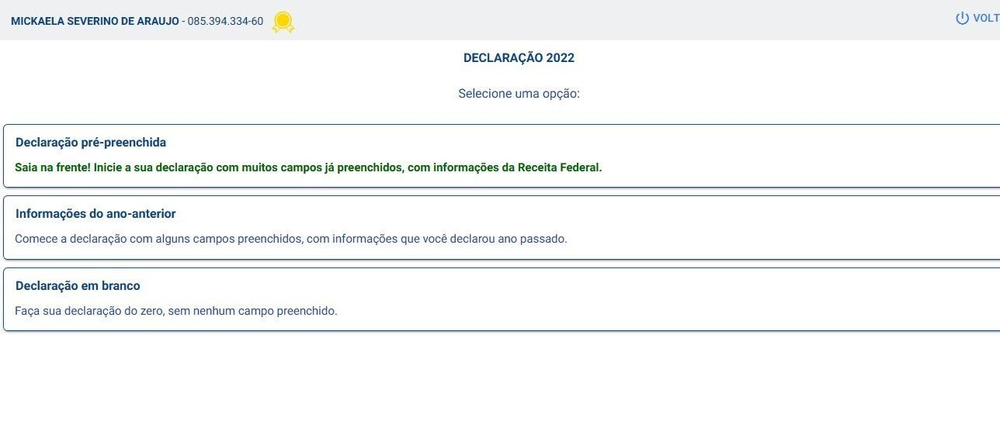 MICKAELA SEVERINO DE ARAUJO - 085.394.334-60
VOLT
DECLARAÇÃO 2022
Selecione uma opção:
Declaração pré-preenchida
Saia na frente! Inicie a sua declaração com muitos campos já preenchidos, com informações da Receita Federal.
Informações do ano-anterior
Comece a declaração com alguns campos preenchidos, com informações que você declarou ano passado.
Declaração em branco
Faça sua declaração do zero, sem nenhum campo preenchido.